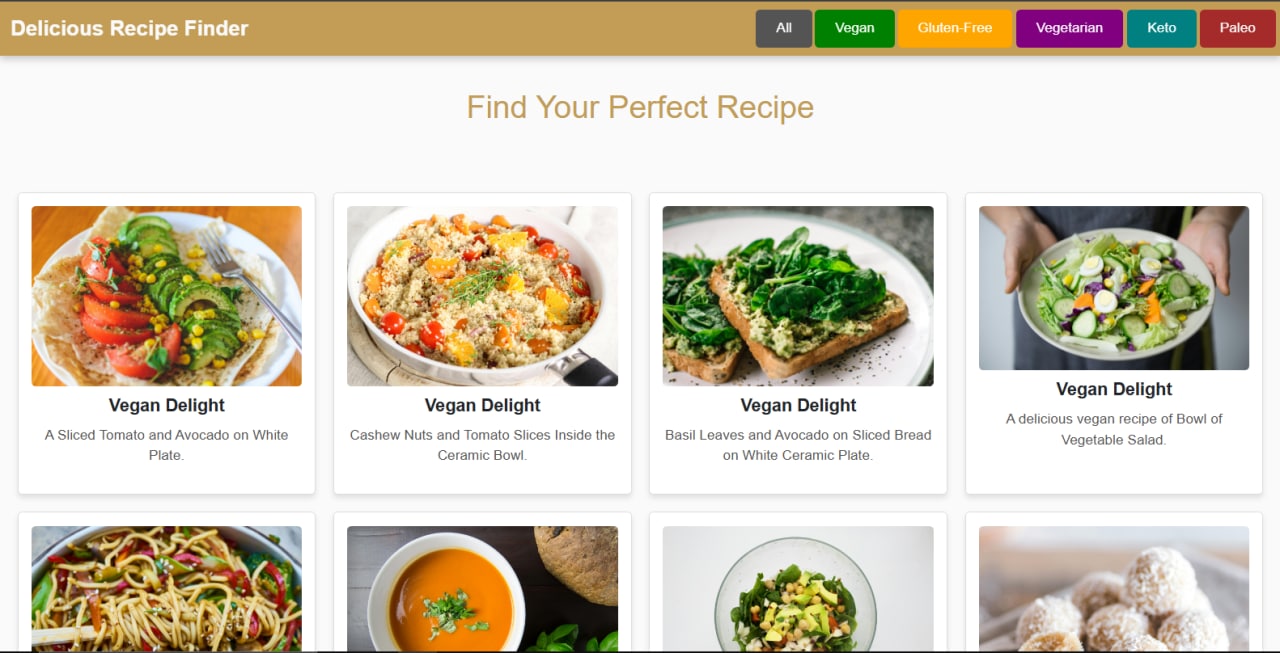 Delicious Recipe Finder
All
Vegan
Gluten-Free
Vegetarian
Keto
Paleo
Find Your Perfect Recipe
Vegan Delight
A Sliced Tomato and Avocado on White
Plate.
Vegan Delight
Cashew Nuts and Tomato Slices Inside the
Ceramic Bowl.
Vegan Delight
Basil Leaves and Avocado on Sliced Bread
on White Ceramic Plate.
Vegan Delight
A delicious vegan recipe of Bowl of
Vegetable Salad.